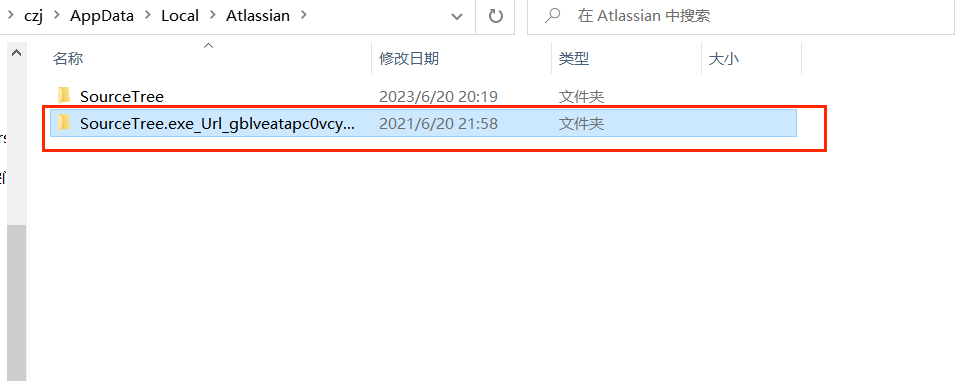 czj > AppData > Local > Atlassian > 在 Atlassian 中搜索
名称 修改日期 类型 大小
SourceTree 2023/6/20 20:19 文件夹
SourceTree.exe_Url_gblveatapc0vcy... 2021/6/20 21:58 文件夹